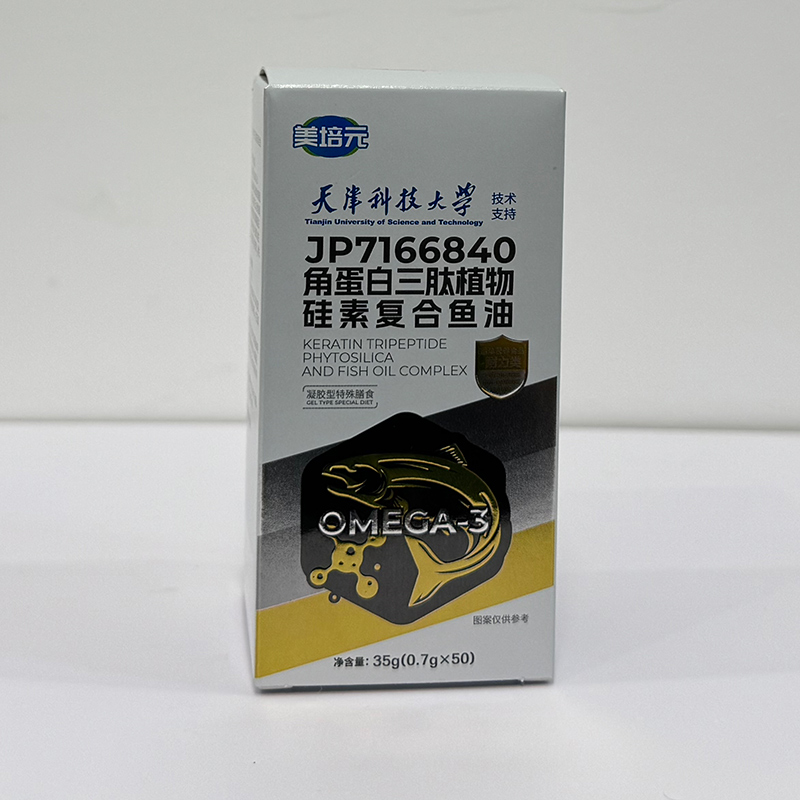 美培元
天津科技大学
技术
支持
Tianjin University of Science and Technology
JP7166840
角蛋白三肽植物
硅素复合鱼油
KERATIN TRIPEPTIDE
PHYTOSILICA
AND FISH OIL COMPLEX
凝胶型特殊膳食
GEL TYPE SPECIAL DIET
OMEGA-3
图案仅供参考
净含量：35g(0.7g×50)